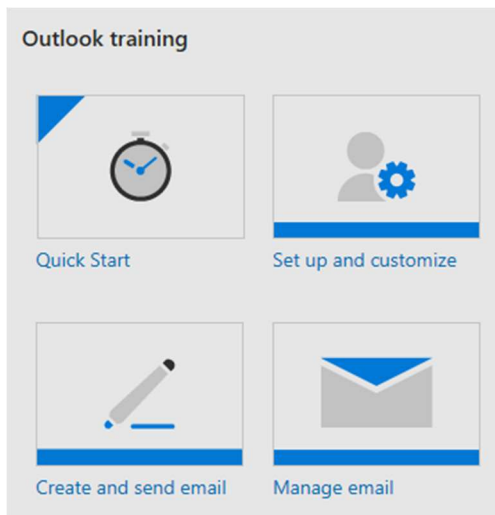 Outlook training
Quick Start
Set up and customize
Create and send email
Manage email